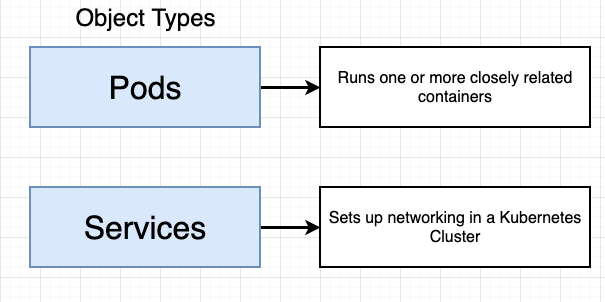 Object Types
Pods
Runs one or more closely related
containers
Services
Sets up networking in a Kubernetes
Cluster